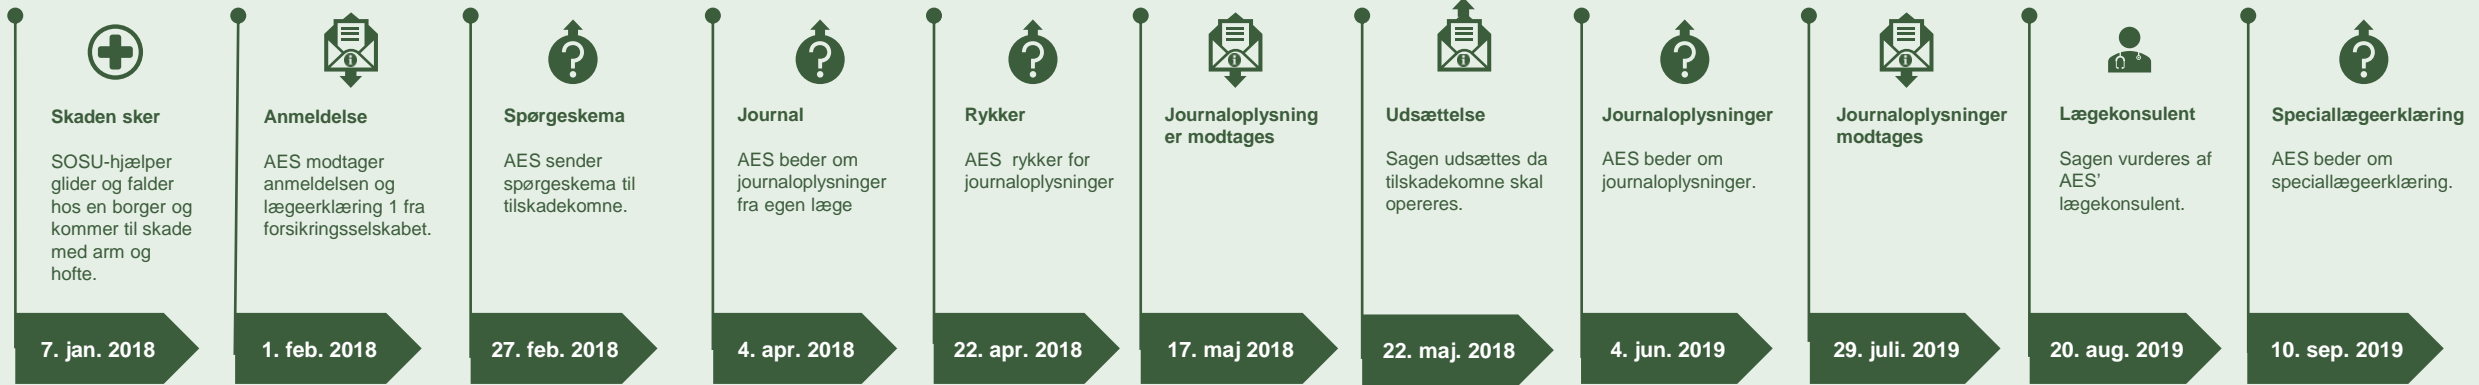 Skaden sker
SOSU-hjælper
glider og falder
hos en borger og
kommer til skade
med arm og
hofte.
7. jan. 2018
Anmeldelse
AES modtager
anmeldelsen og
lægeerklæring 1 fra
forsikringsselskabet.
1. feb. 2018
Spørgeskema
AES sender
spørgeskema til
tilskadekomne.
27. feb. 2018
Journal
AES beder om
journaloplysninger
fra egen læge
4. apr. 2018
Rykker
AES rykker for
journaloplysninger
22. apr. 2018
Journaloplysning
er modtages
17. maj 2018
Udsættelse
Sagen udsættes da
tilskadekomne skal
opereres.
22. maj. 2018
Journaloplysninger
AES beder om
journaloplysninger.
4. jun. 2019
Journaloplysninger
modtages
29. juli. 2019
Lægekonsulent
Sagen vurderes af
AES’
lægekonsulent.
20. aug. 2019
Speciallægeerklæring
AES beder om
speciallægeerklæring.
10. sep. 2019